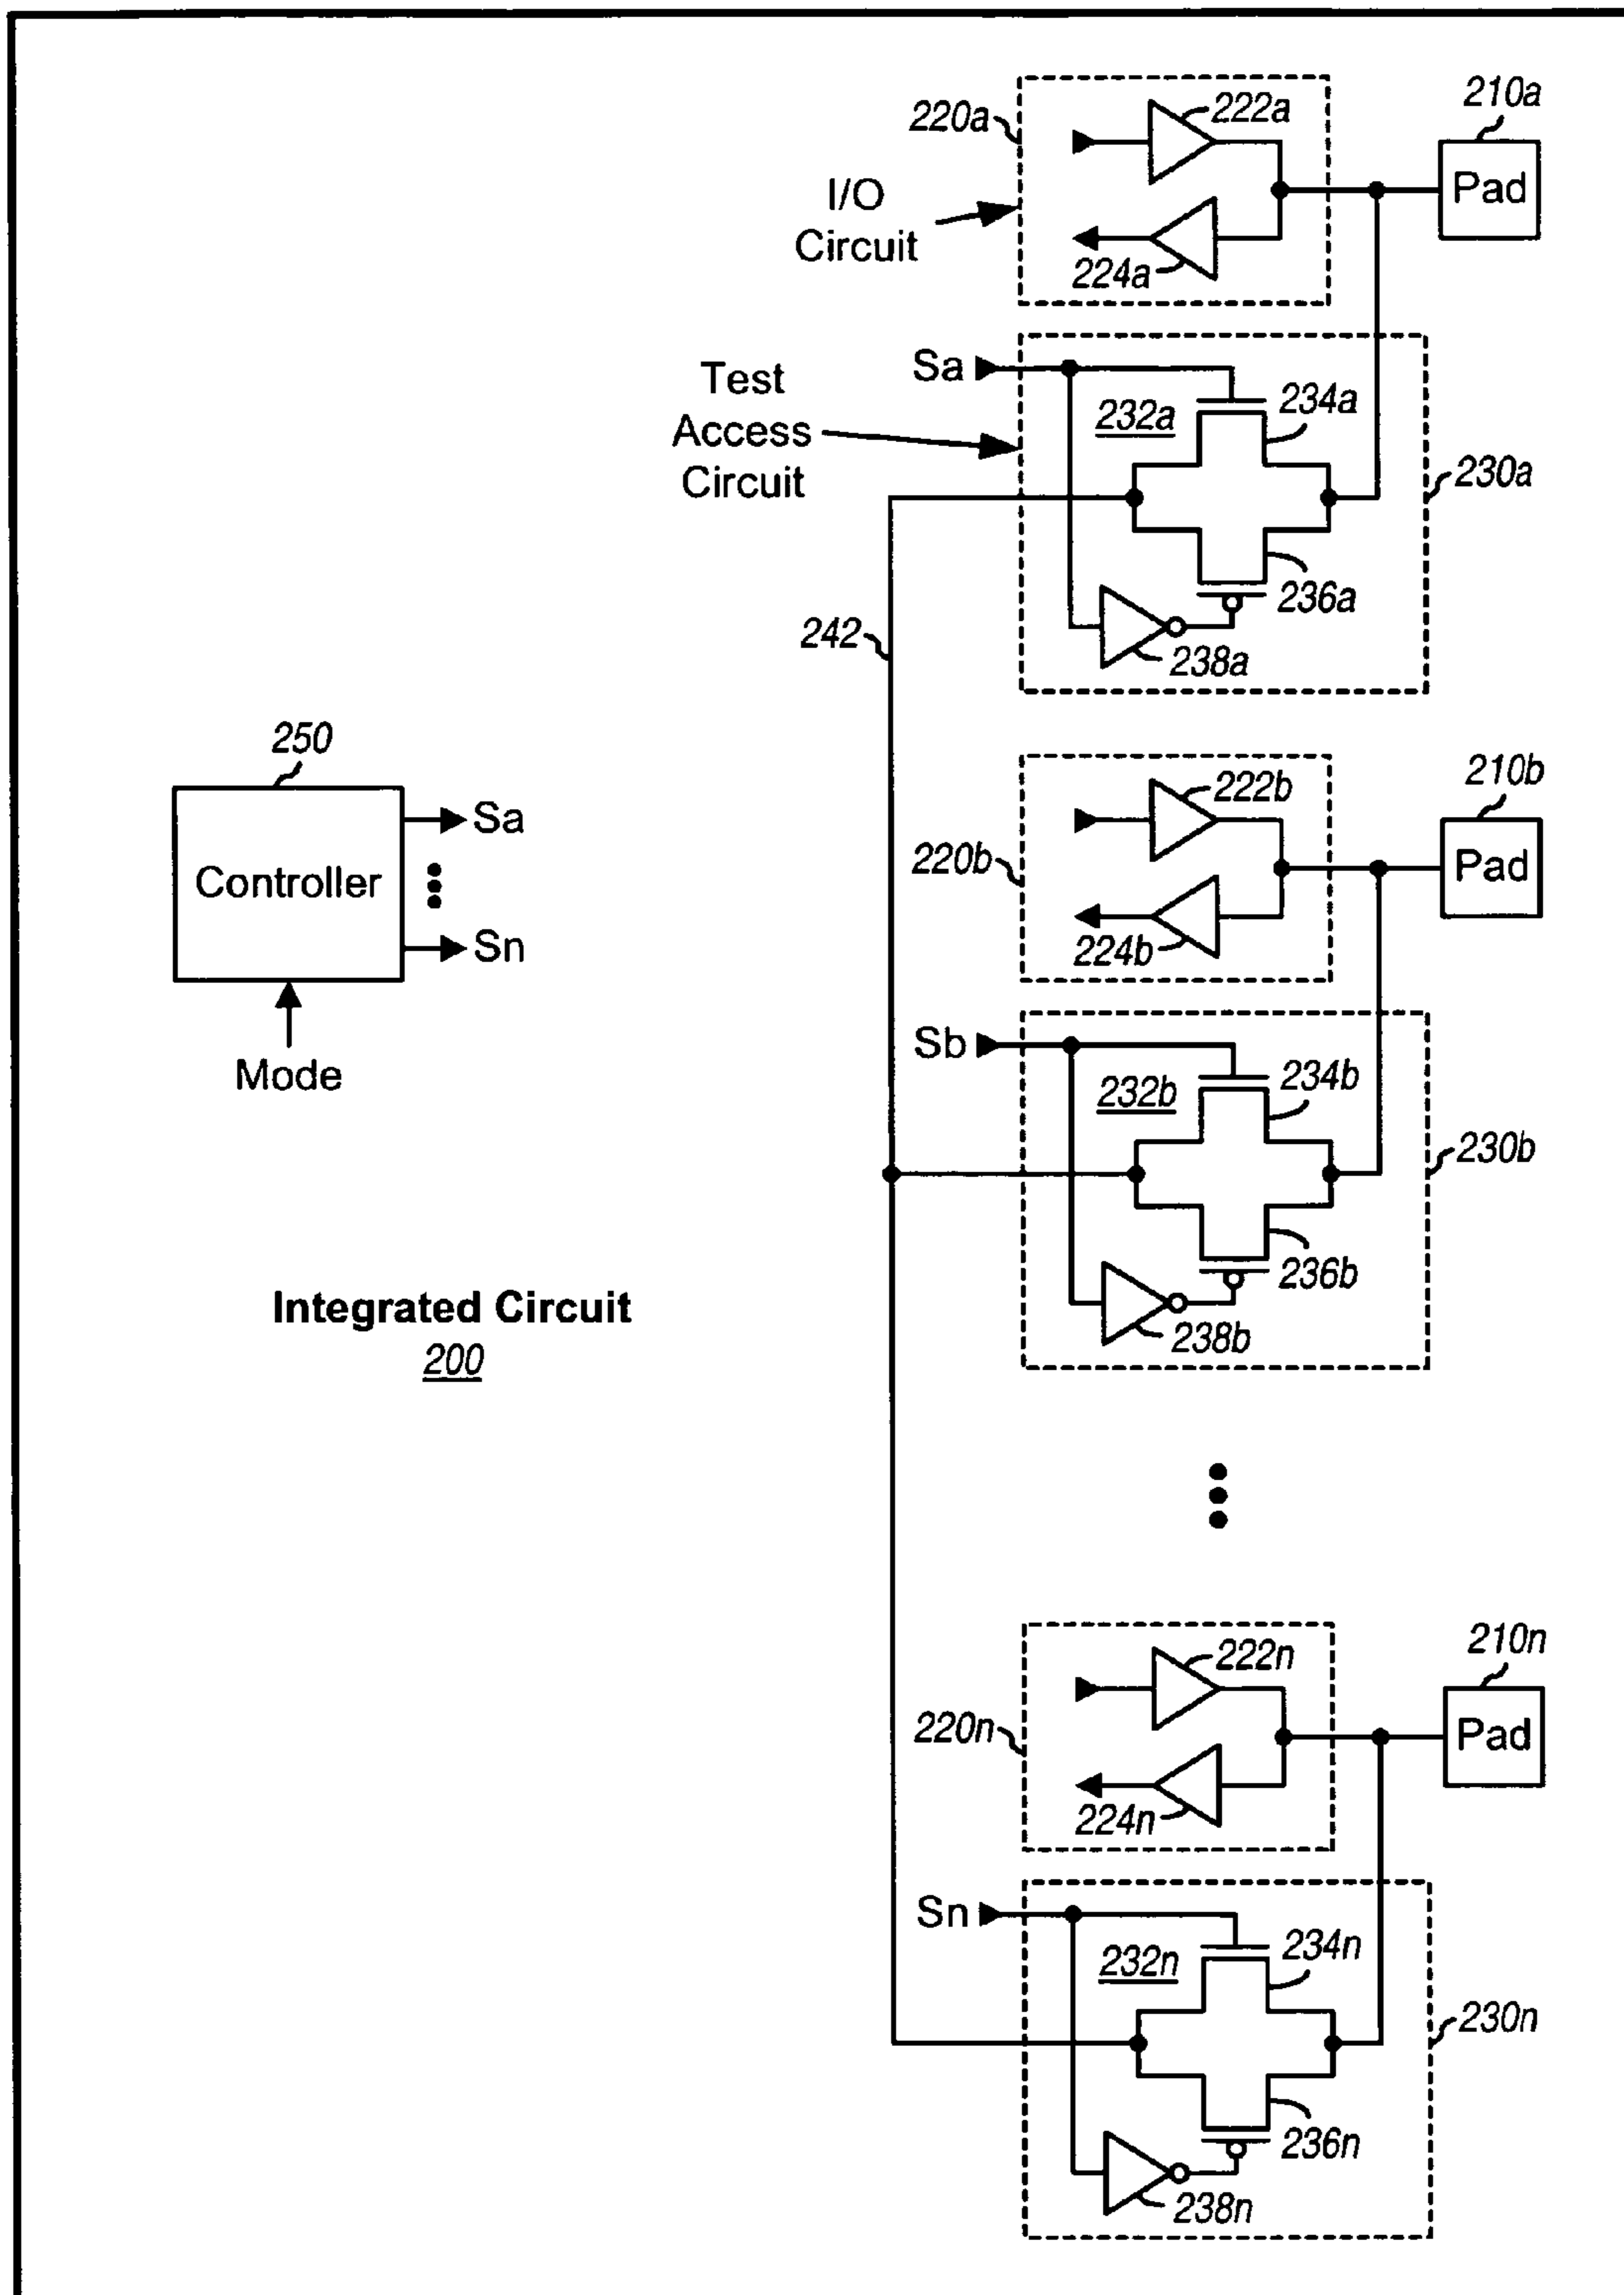 220a
222a
210a
Pad
I/O
Circuit
224a
Sa
Test
Access
Circuit
232a
234a
230a
236a
242
238a
250
Controller
Sa
Sn
Mode
222b
210b
Pad
220b
224b
Sb
232b
234b
230b
236b
238b
Integrated Circuit
200
222n
210n
Pad
220n
224n
Sn
232n
234n
230n
236n
238n